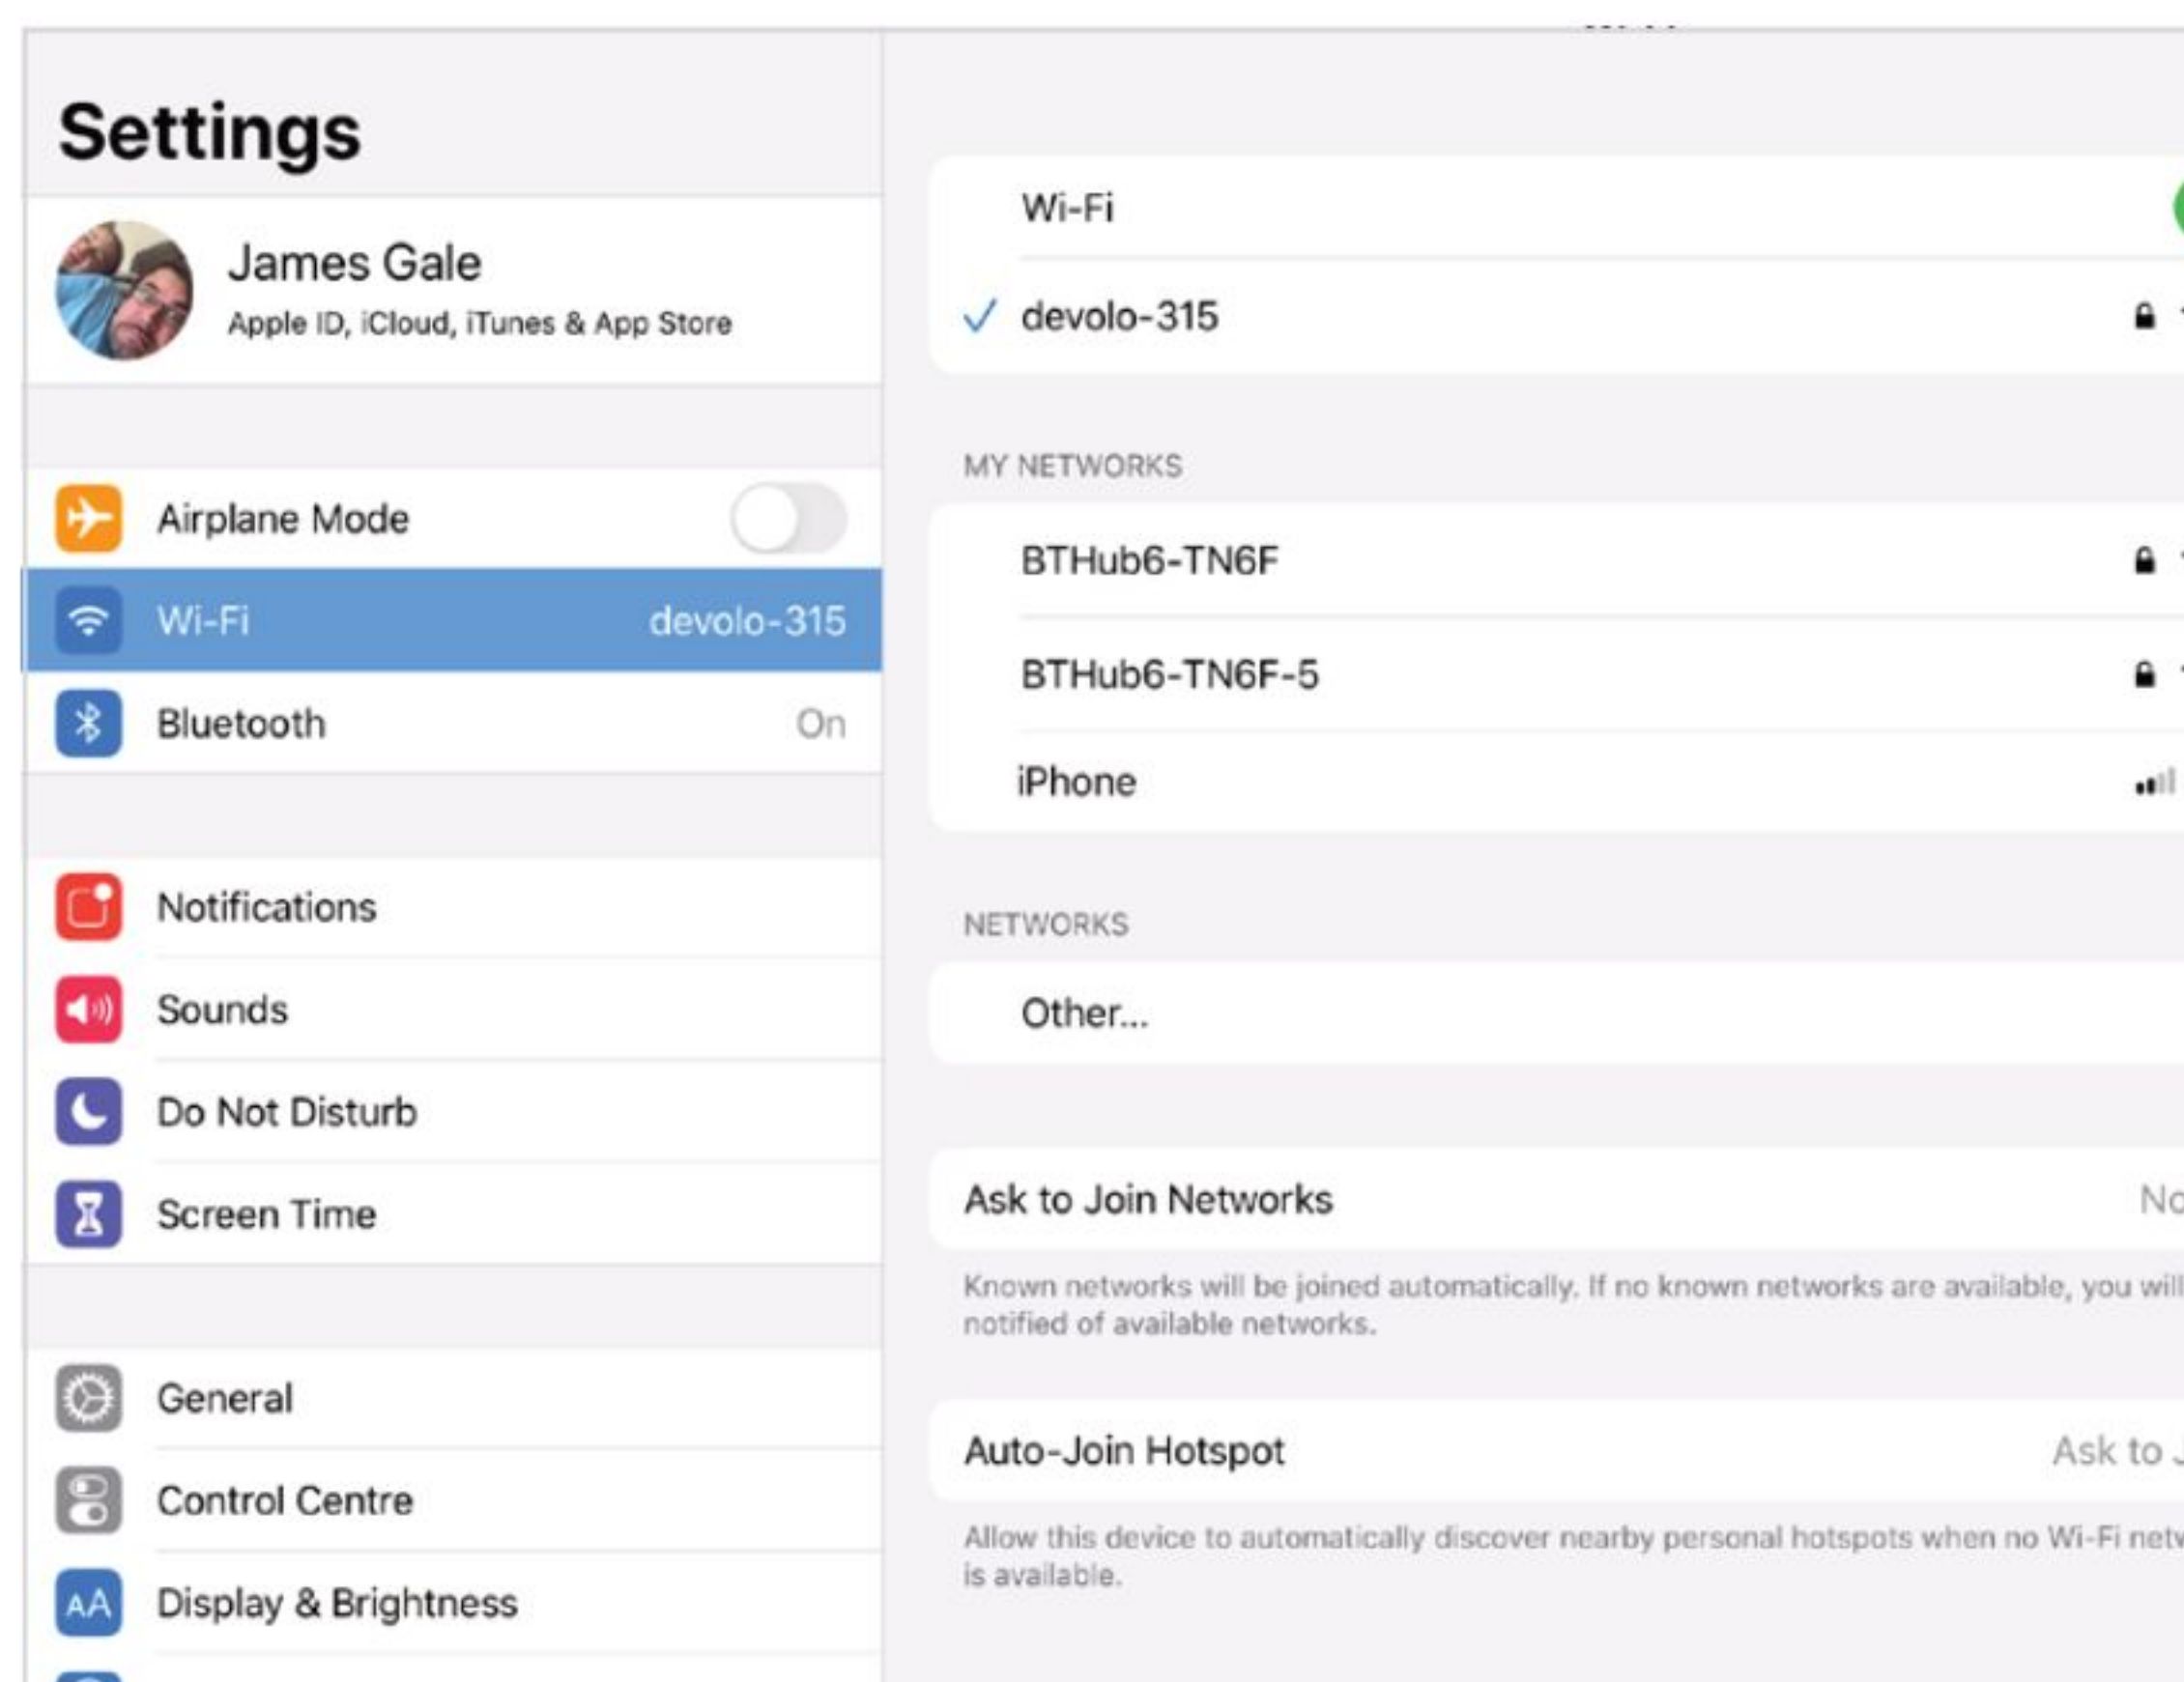 Settings
James Gale
Apple ID, iCloud, iTunes & App Store
Airplane Mode
Wi-Fi devolo-315
Bluetooth On
Notifications
Sounds
Do Not Disturb
Screen Time
General
Control Centre
AA Display & Brightness
Wi-Fi
devolo-315
MY NETWORKS
BTHub6-TN6F
BTHub6-TN6F-5
iPhone
NETWORKS
Other...
Ask to Join Networks
Known networks will be joined automatically. If no known networks are available, you will
notified of available networks.
Auto-Join Hotspot Ask to
Allow this device to automatically discover nearby personal hotspots when no Wi-Fi
is available.